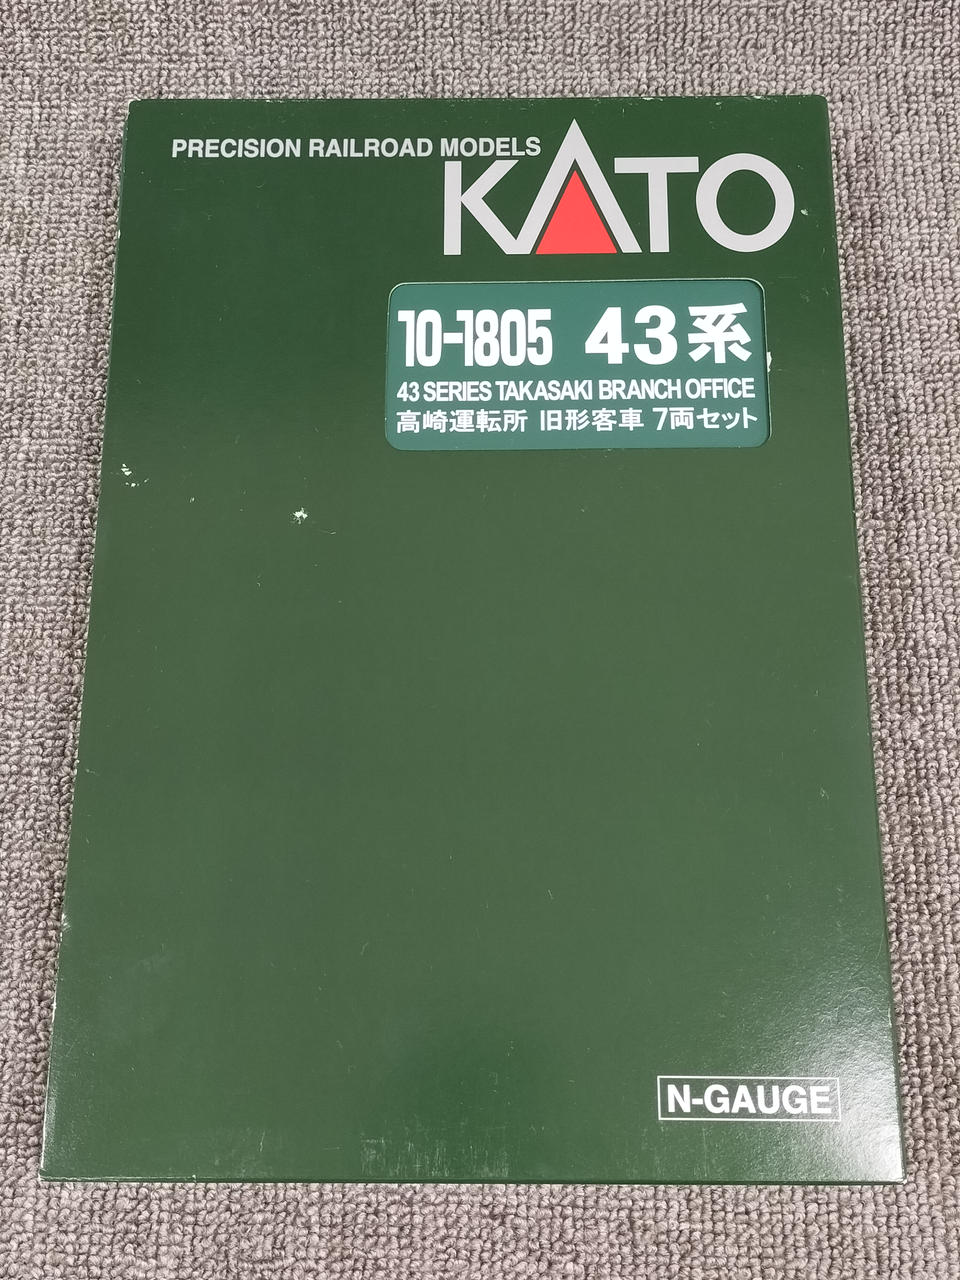 PRECISION RAILROAD MODELS
KATO
10-1805 43系
43 SERIES TAKASAKI BRANCH OFFICE
高崎運転所 旧形客車 7両セット
N-GAUGE